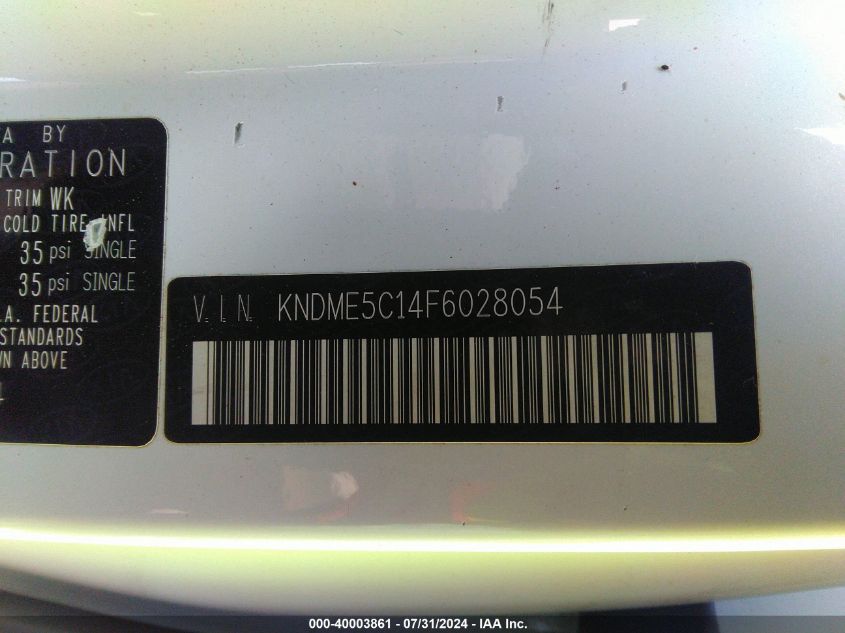 A BY
RATION
TRIM WK
COLD TIRE INFL
35 psi SINGLE
35 psi SINGLE
.A. FEDERAL
STANDARDS
WN ABOVE
V.I.N. KNDME5C14F6028054
000-40003861 - 07/31/2024 - IAA Inc.